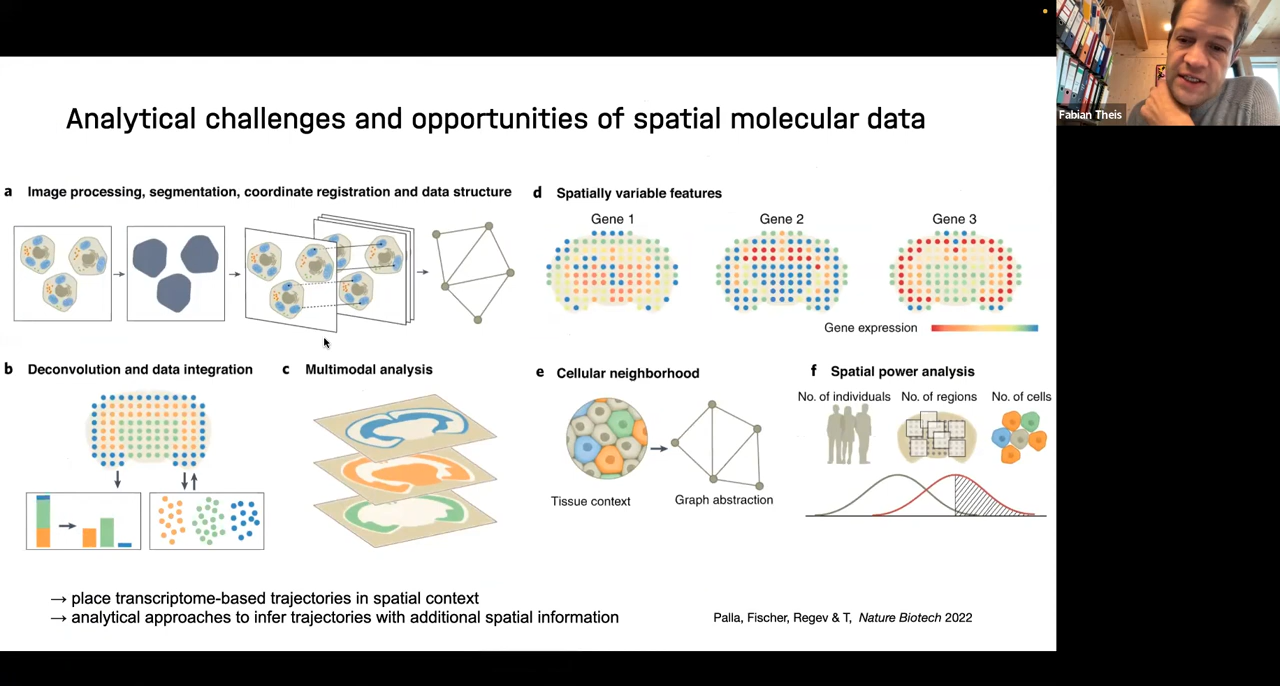 Analytical challenges and opportunities of spatial molecular data
Fabian Theis
a Image processing, segmentation, coordinate registration and data structure
d Spatially variable features
Gene 1 Gene 2 Gene 3
Gene expression
b Deconvolution and data integration
c Multimodal analysis
e Cellular neighborhood
Tissue context
Graph abstraction
f Spatial power analysis
No. of individuals No. of regions No. of cells
→ place transcriptome-based trajectories in spatial context
→ analytical approaches to infer trajectories with additional spatial information
Palla, Fischer, Regev & T, Nature Biotech 2022